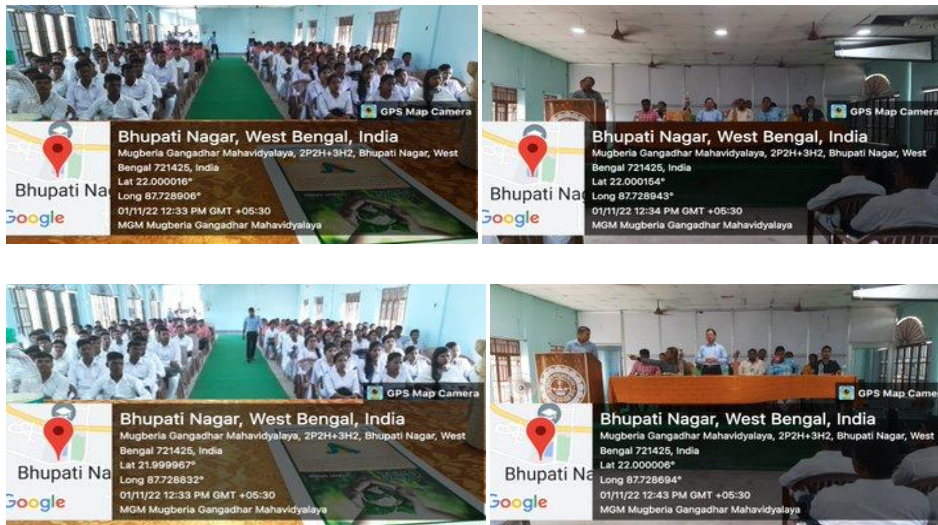 GPS Map Camera
Bhupati Nagar, West Bengal, India
Mugberia Gangadhar Mahavidyalaya, 2P2H+3H2, Bhupati Nagar, West
Bengal 721425, India
Lat 22.000016°
Long 87.728906°
01/11/22 12:33 PM GMT +05:30
MGM Mugberia Gangadhar Mahavidyalaya
Bhupati Na
Google
GPS Map Camera
Bhupati Nagar, West Bengal, India
Mugberia Gangadhar Mahavidyalaya, 2P2H+3H2, Bhupati Nagar, West
Bengal 721425, India
Lat 22.000154°
Long 87.728943°
01/11/22 12:34 PM GMT +05:30
MGM Mugberia Gangadhar Mahavidyalaya
Bhupati Na
Google
GPS Map Camera
Bhupati Nagar, West Bengal, India
Mugberia Gangadhar Mahavidyalaya, 2P2H+3H2, Bhupati Nagar, West
Bengal 721425, India
Lat 21.999967°
Long 87.728832°
01/11/22 12:33 PM GMT +05:30
MGM Mugberia Gangadhar Mahavidyalaya
Bhupati Na
Google
GPS Map Came
Bhupati Nagar, West Bengal, India
Mugberia Gangadhar Mahavidyalaya, 2P2H+3H2, Bhupati Nagar, West
Bengal 721425, India
Lat 22.000006°
Long 87.728694°
01/11/22 12:43 PM GMT +05:30
MGM Mugberia Gangadhar Mahavidyalaya
Bhupati Na
Google